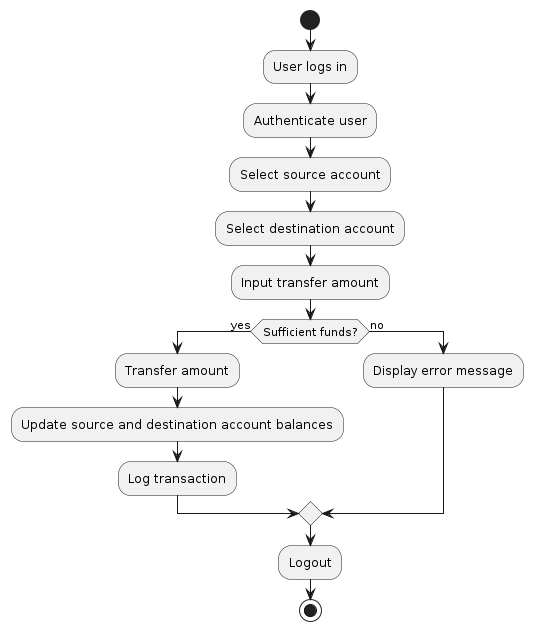 User logs in
Authenticate user
Select source account
Select destination account
Input transfer amount
yes
Sufficient funds?
no
Transfer amount
Display error message
Update source and destination account balances
Log transaction
Logout